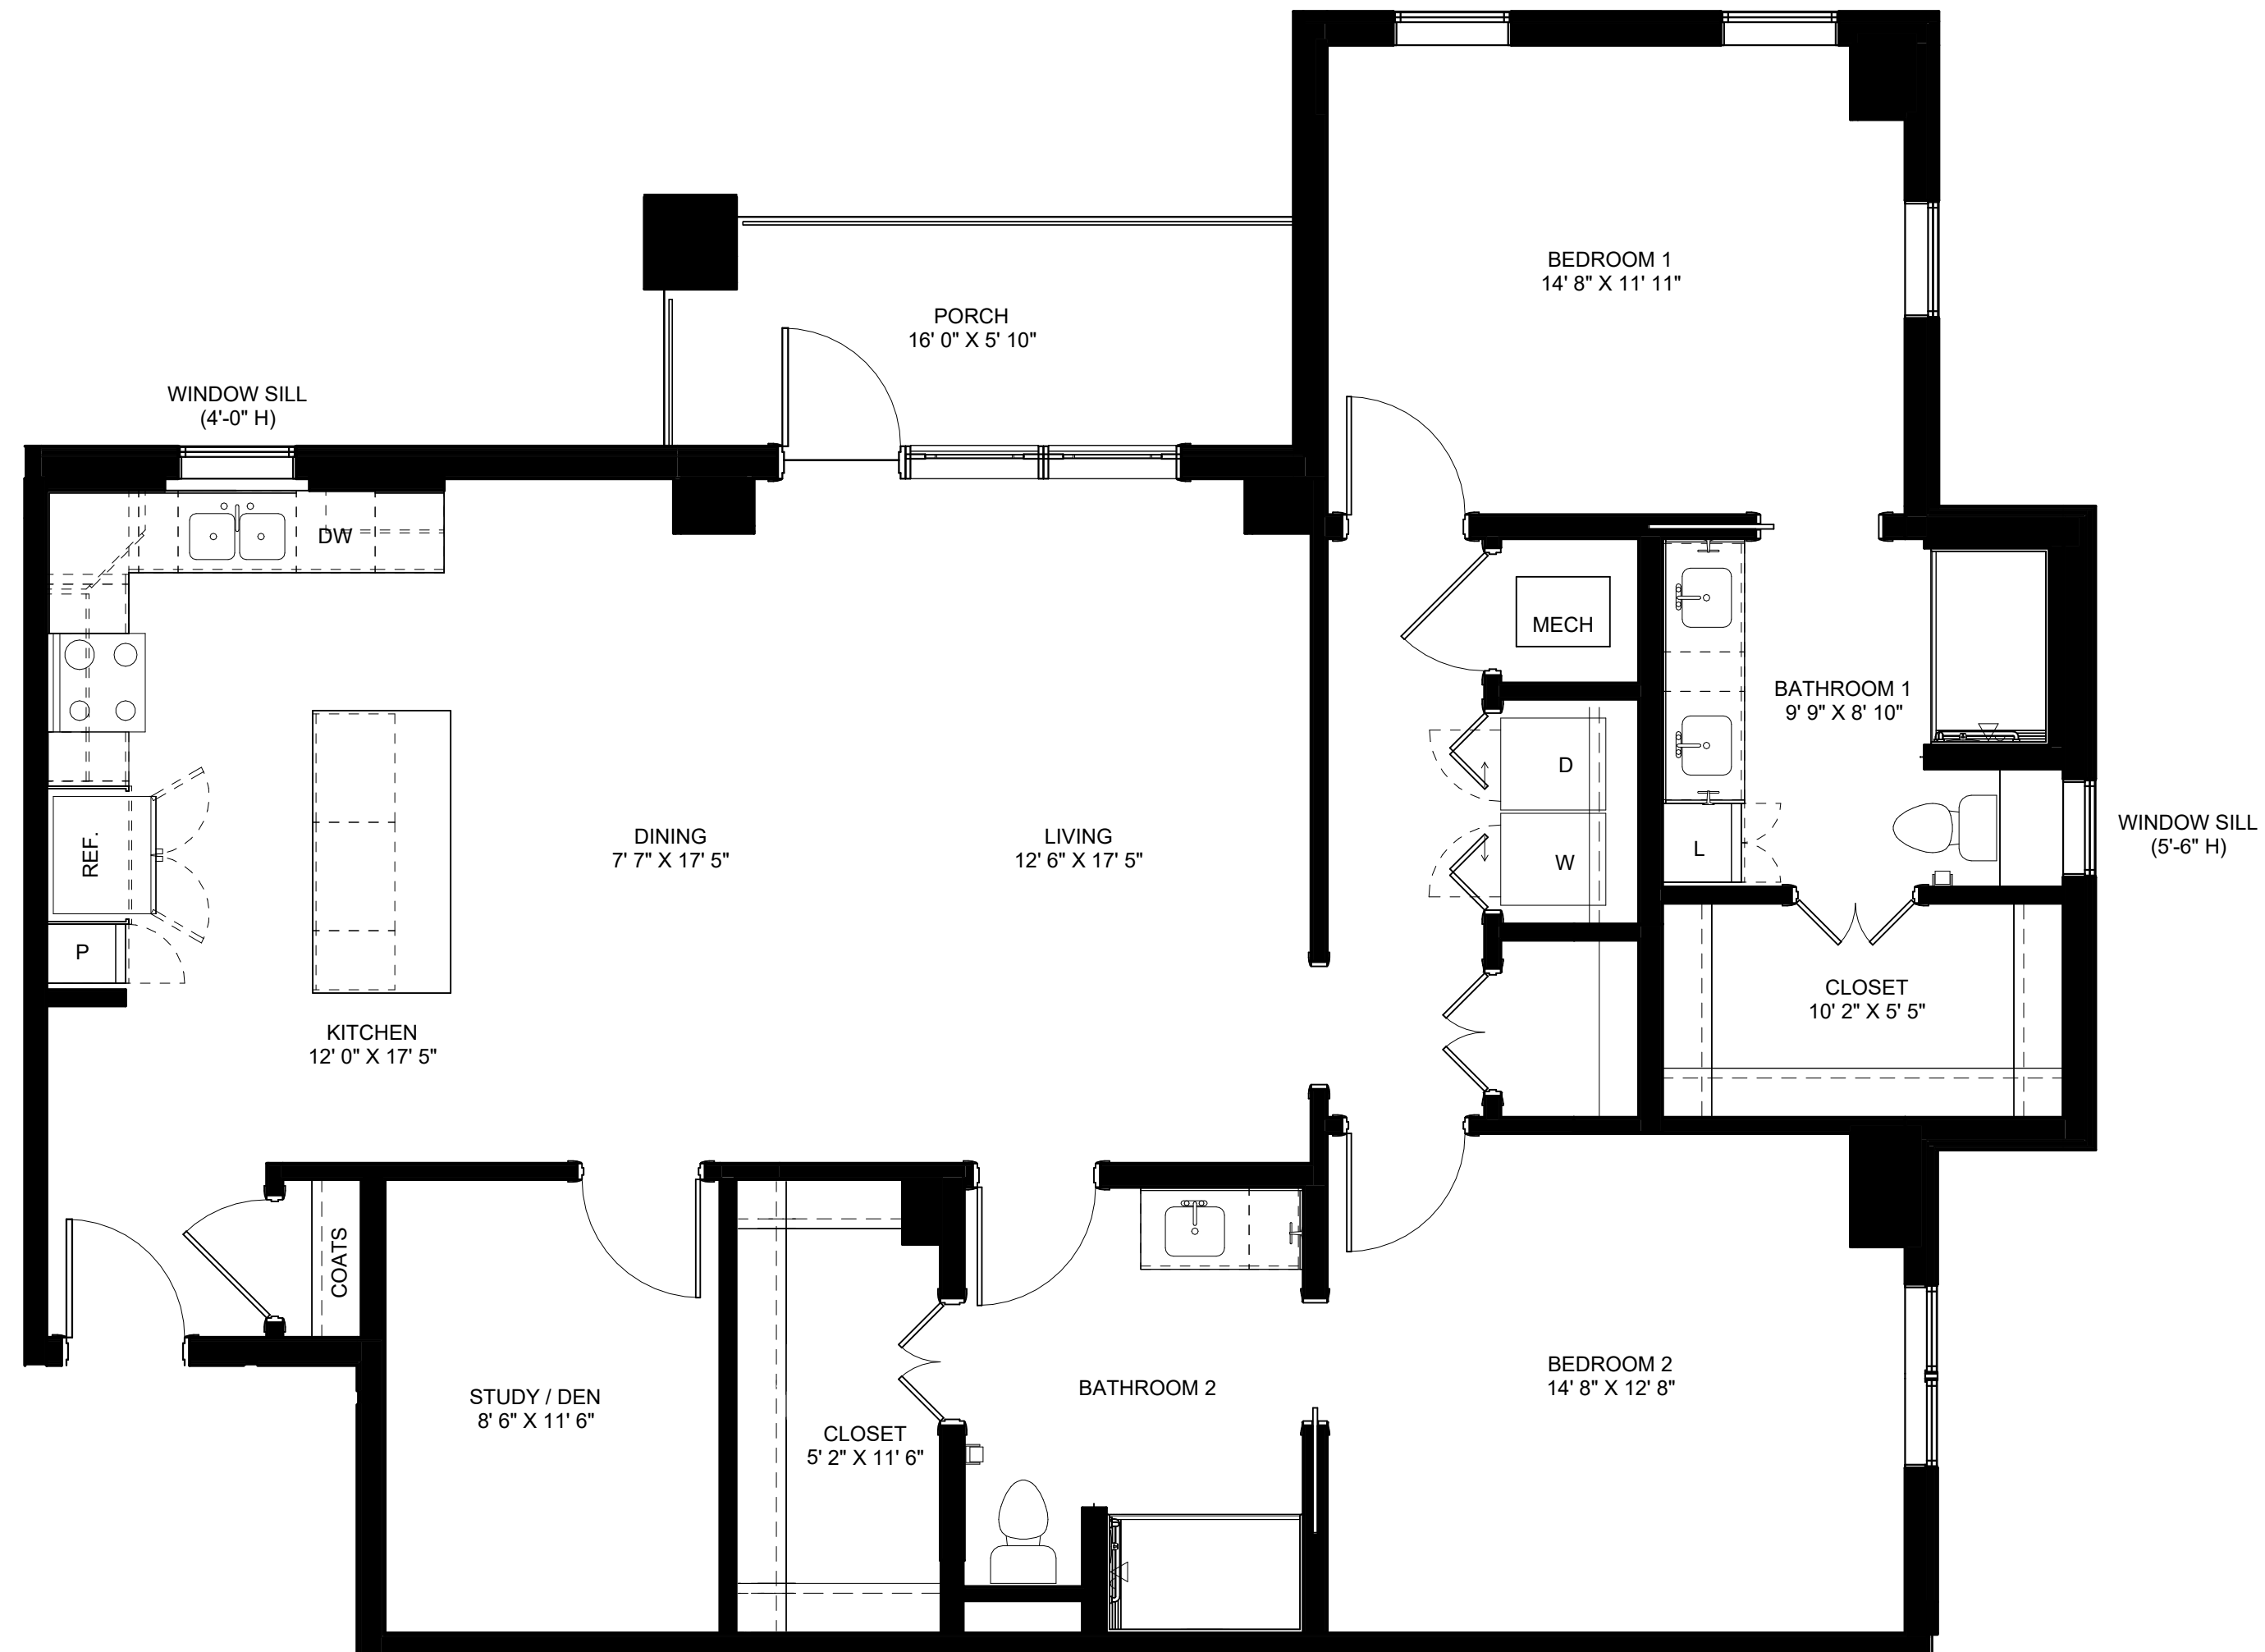 BEDROOM 1
14' 8" X 11' 11"
PORCH
16' 0" X 5' 10"
WINDOW SILL
(4'-0" H)
DW
MECH
BATHROOM 1
9' 9" X 8' 10"
D
REF.
DINING
7' 7" X 17' 5"
LIVING
12' 6" X 17' 5"
W
L
WINDOW SILL
(5'-6" H)
P
CLOSET
10' 2" X 5' 5"
KITCHEN
12' 0" X 17' 5"
COATS
STUDY / DEN
8' 6" X 11' 6"
CLOSET
5' 2" X 11' 6"
BATHROOM 2
BEDROOM 2
14' 8" X 12' 8"